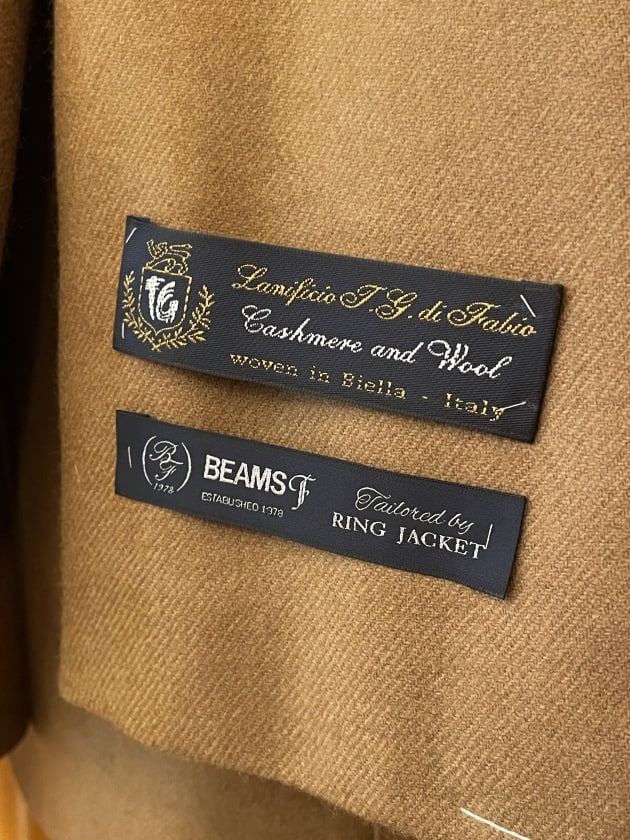 TG
Lanificio T. G. di Fabio
Cashmere and Wool
woven in Biella - Italy
BF
1978
BEAMS F
ESTABLISHED 1978
Tailored by
RING JACKET